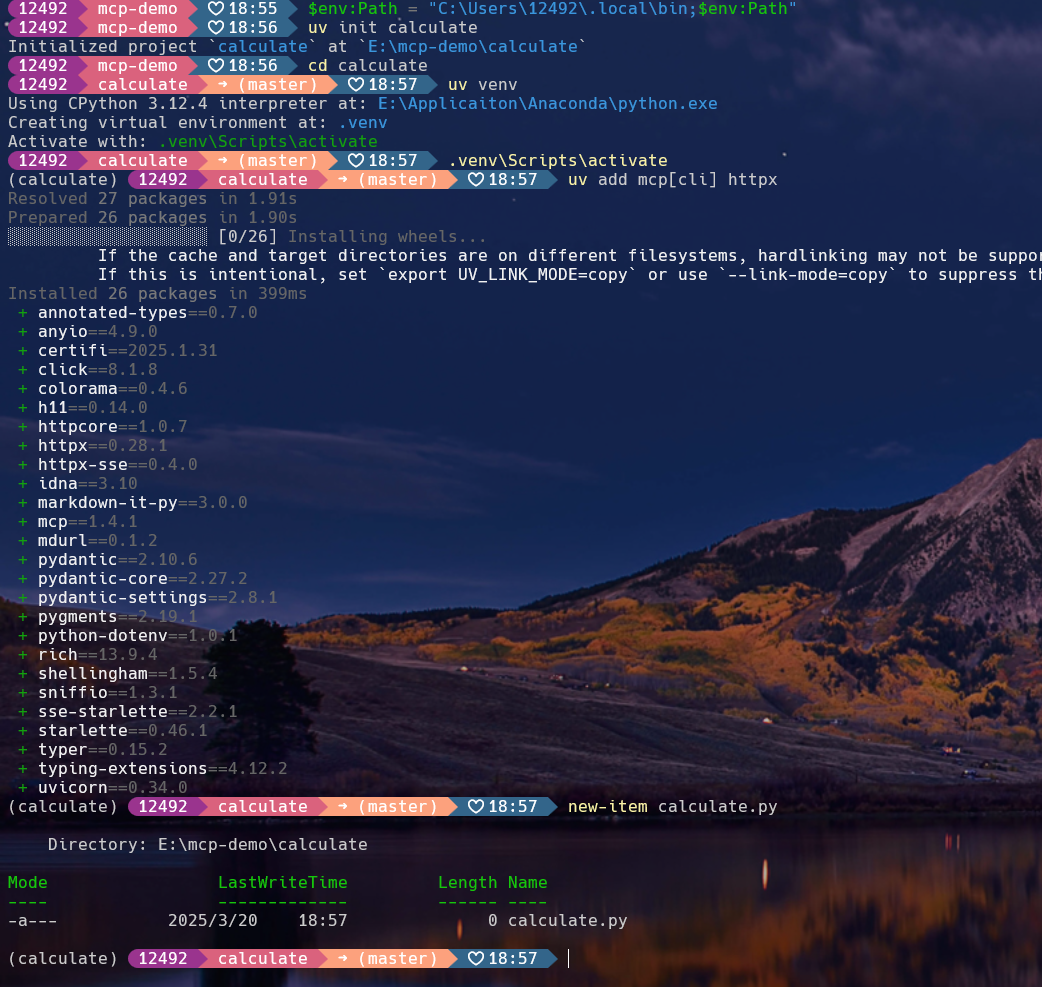 12492 mcp-demo ♡ 18:55 $env:Path = "C:\Users\12492\.local\bin;$env:Path"
12492 mcp-demo ♡ 18:56 uv init calculate
Initialized project `calculate` at `E:\mcp-demo\calculate`
12492 mcp-demo ♡ 18:56 cd calculate
12492 calculate ➜ (master) ♡ 18:57 uv venv
Using CPython 3.12.4 interpreter at: E:\Applicaiton\Anaconda\python.exe
Creating virtual environment at: .venv
Activate with: .venv\Scripts\activate
12492 calculate ➜ (master) ♡ 18:57 .venv\Scripts\activate
(calculate) 12492 calculate ➜ (master) ♡ 18:57 uv add mcp[cli] httpx
Resolved 27 packages in 1.91s
Prepared 26 packages in 1.90s
░░░░░░░░░░░░░░░░░░░░ [0/26] Installing wheels...
If the cache and target directories are on different filesystems, hardlinking may not be suppor
If this is intentional, set `export UV_LINK_MODE=copy` or use `--link-mode=copy` to suppress th
Installed 26 packages in 399ms
+ annotated-types==0.7.0
+ anyio==4.9.0
+ certifi==2025.1.31
+ click==8.1.8
+ colorama==0.4.6
+ h11==0.14.0
+ httpcore==1.0.7
+ httpx==0.28.1
+ httpx-sse==0.4.0
+ idna==3.10
+ markdown-it-py==3.0.0
+ mcp==1.4.1
+ mdurl==0.1.2
+ pydantic==2.10.6
+ pydantic-core==2.27.2
+ pydantic-settings==2.8.1
+ pygments==2.19.1
+ python-dotenv==1.0.1
+ rich==13.9.4
+ shellingham==1.5.4
+ sniffio==1.3.1
+ sse-starlette==2.2.1
+ starlette==0.46.1
+ typer==0.15.2
+ typing-extensions==4.12.2
+ uvicorn==0.34.0
(calculate) 12492 calculate ➜ (master) ♡ 18:57 new-item calculate.py
Directory: E:\mcp-demo\calculate
Mode LastWriteTime Length Name
---- ------------- ------ ----
-a--- 2025/3/20 18:57 0 calculate.py
(calculate) 12492 calculate ➜ (master) ♡ 18:57